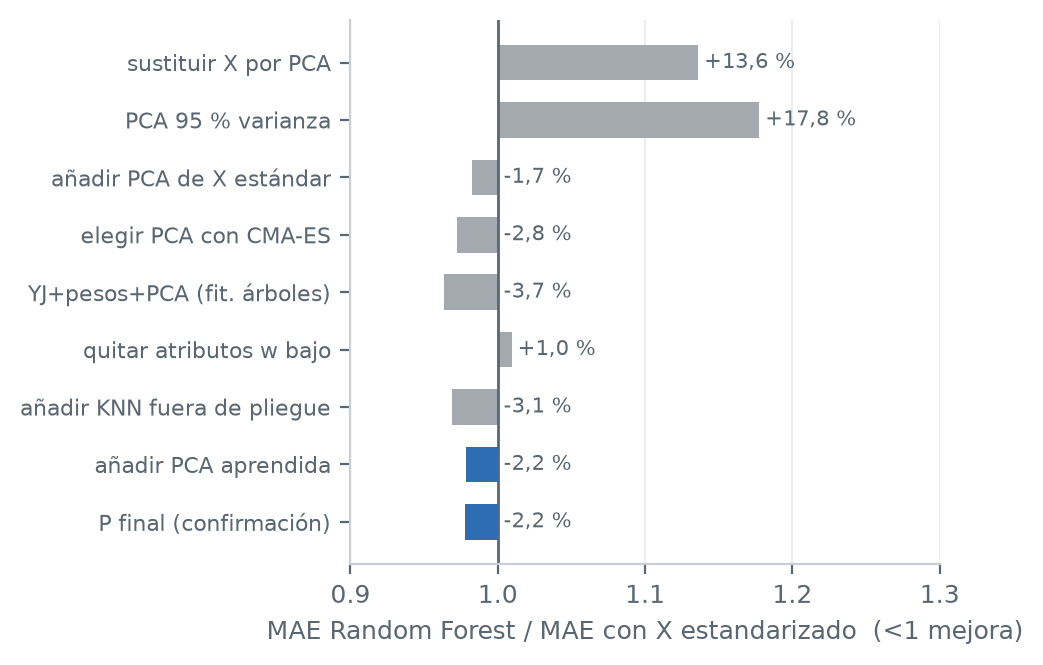 sustituir X por PCA +13,6 %
PCA 95 % varianza +17,8 %
añadir PCA de X estándar -1,7 %
elegir PCA con CMA-ES -2,8 %
YJ+pesos+PCA (fit. árboles) -3,7 %
quitar atributos w bajo +1,0 %
añadir KNN fuera de pliegue -3,1 %
añadir PCA aprendida -2,2 %
P final (confirmación) -2,2 %
0.9 1.0 1.1 1.2 1.3
MAE Random Forest / MAE con X estandarizado (<1 mejora)